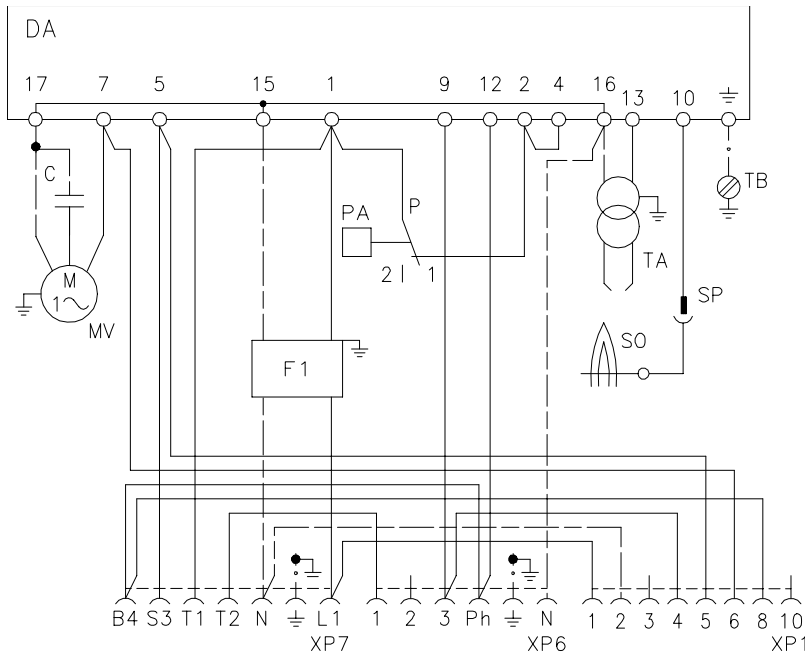 DA
17 7 5 15 1 9 12 2 4 16 13 10
C
P
PA
TB
TA
2 1
M
1
MV
SP
SO
F1
B4 S3 T1 T2 N L1 1 2 3 Ph N 1 2 3 4 5 6 8 10
XP7 XP6 XP1